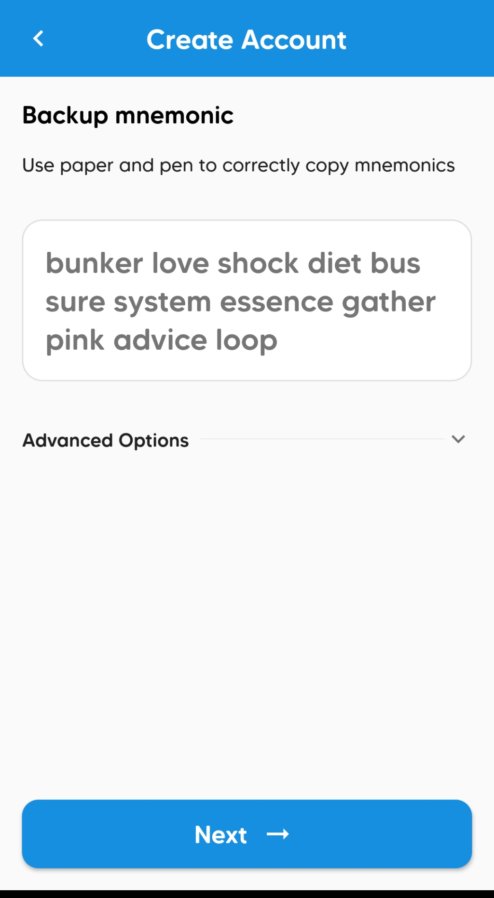 Create Account
Backup mnemonic
Use paper and pen to correctly copy mnemonics
bunker love shock diet bus
sure system essence gather
pink advice loop
Advanced Options
Next →